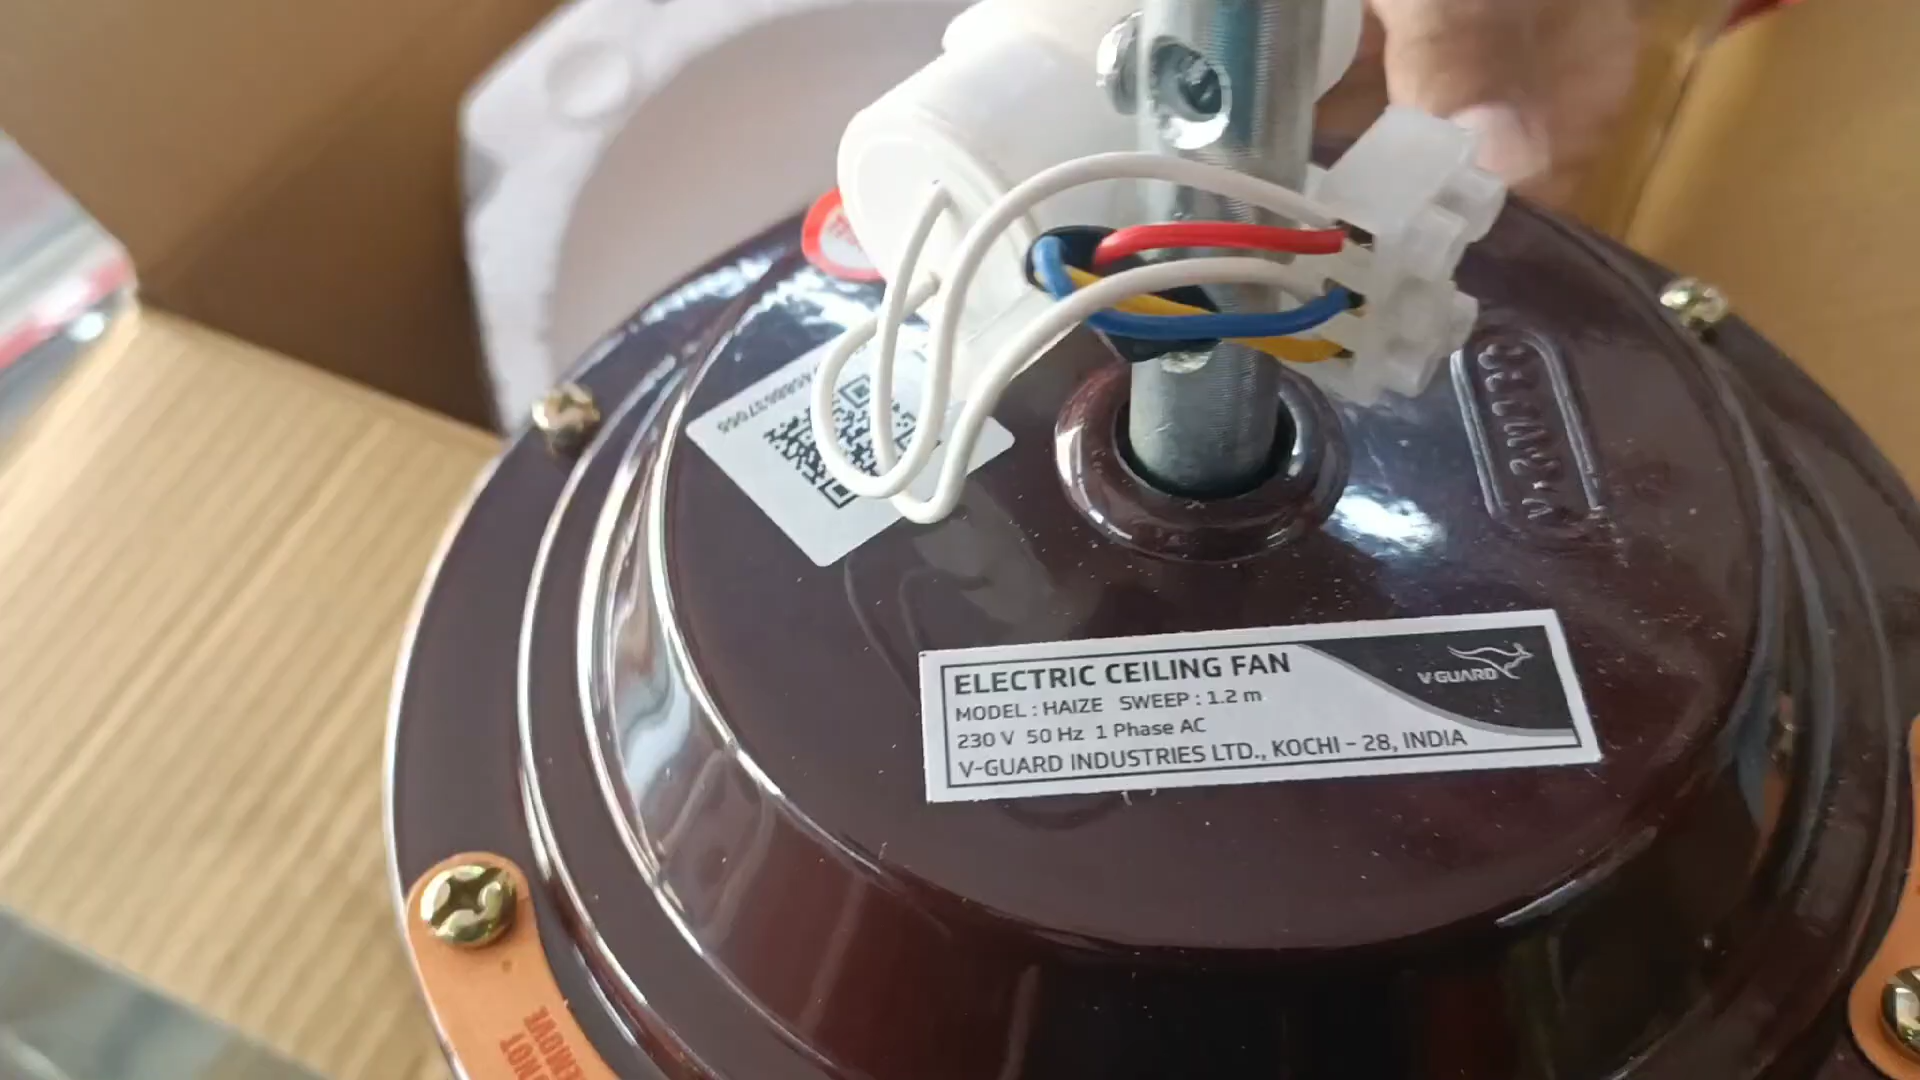 ELECTRIC CEILING FAN
MODEL : HAIZE SWEEP : 1.2 m
230 V 50 Hz 1 Phase AC
V-GUARD INDUSTRIES LTD., KOCHI – 28, INDIA
V-GUARD
NOT